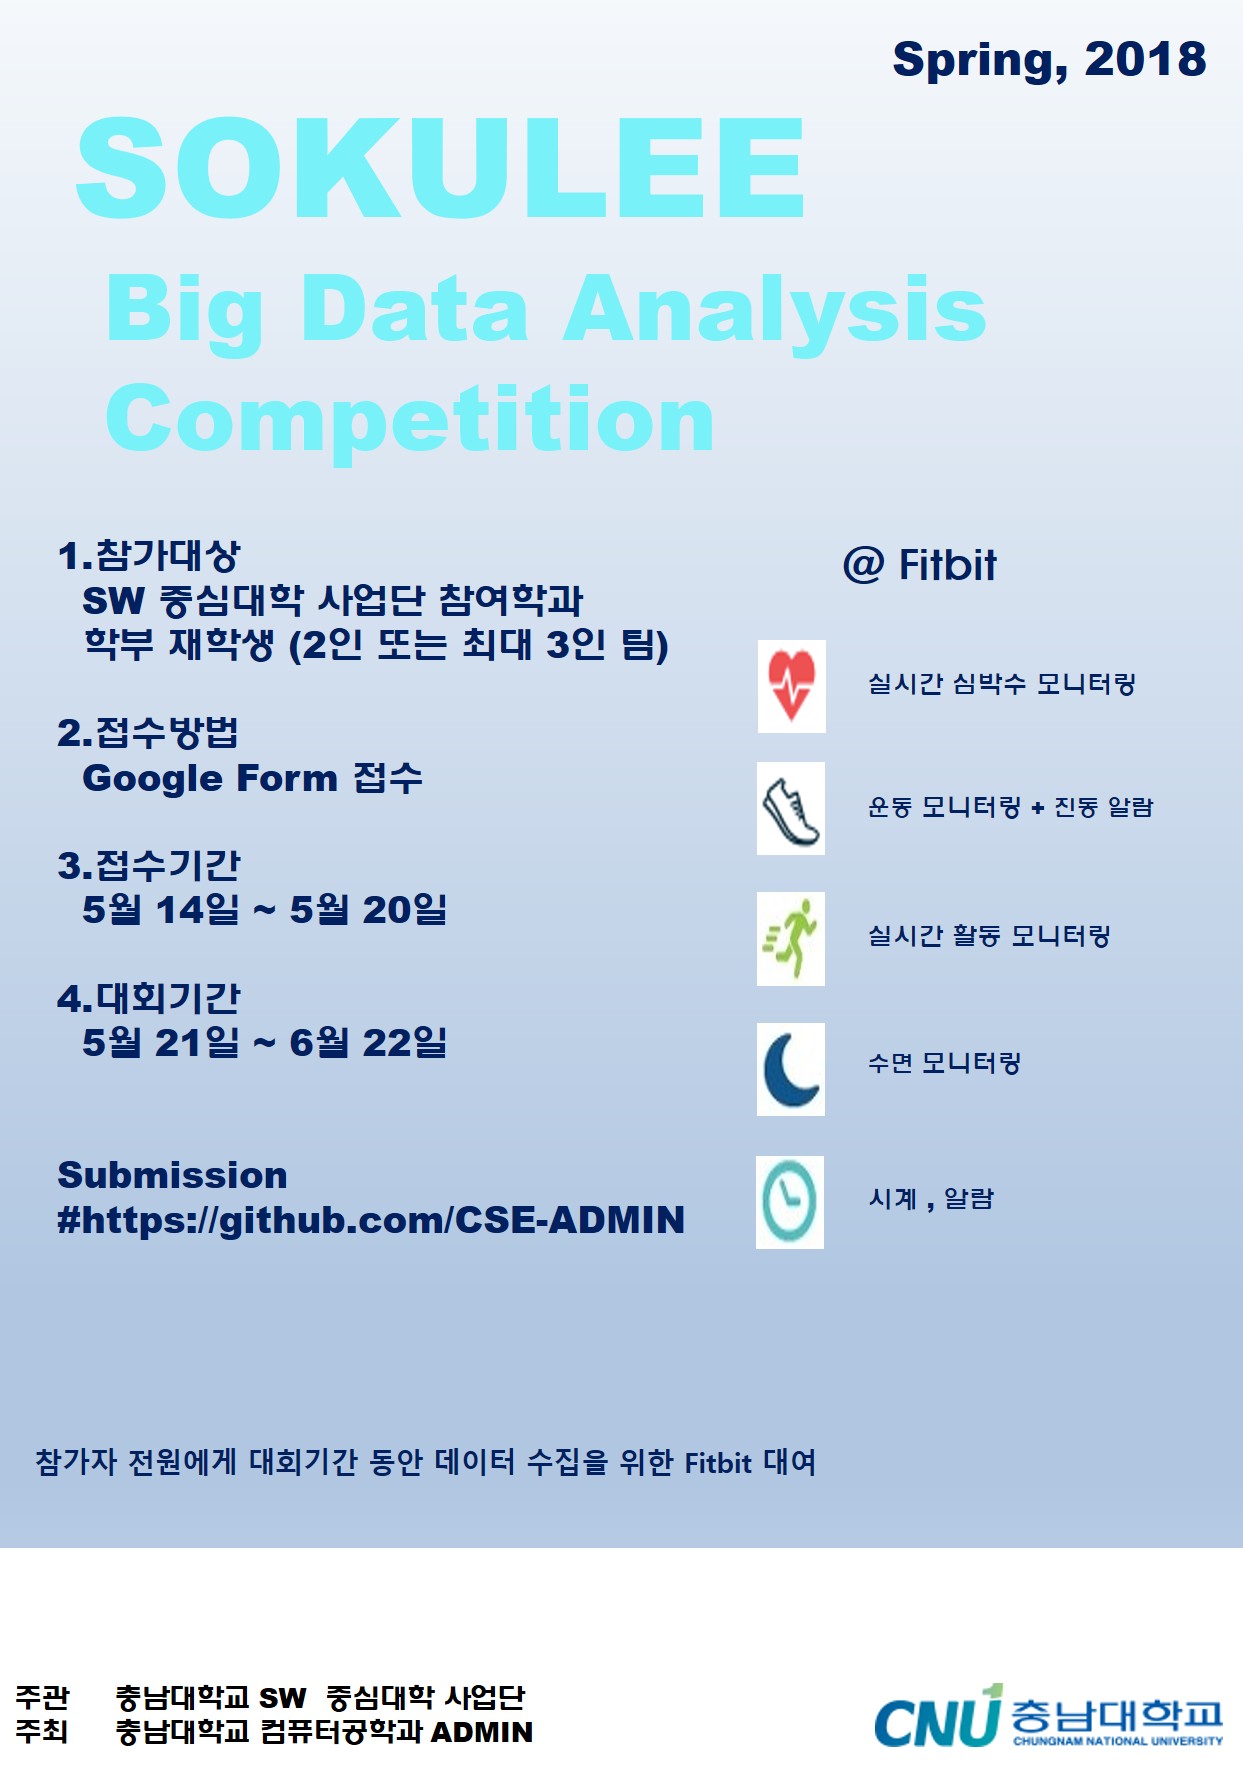 Spring, 2018
SOKULEE
Big Data Analysis
Competition
1.참가대상
SW 중심대학 사업단 참여학과
학부 재학생 (2인 또는 최대 3인 팀)
2.접수방법
Google Form 접수
3.접수기간
5월 14일 ~ 5월 20일
4.대회기간
5월 21일 ~ 6월 22일
Submission
#https://github.com/CSE-ADMIN
@ Fitbit
실시간 심박수 모니터링
운동 모니터링 + 진동 알람
실시간 활동 모니터링
수면 모니터링
시계 , 알람
참가자 전원에게 대회기간 동안 데이터 수집을 위한 Fitbit 대여
주관 충남대학교 SW 중심대학 사업단
주최 충남대학교 컴퓨터공학과 ADMIN
CNU1 충남대학교
CHUNGNAM NATIONAL UNIVERSITY